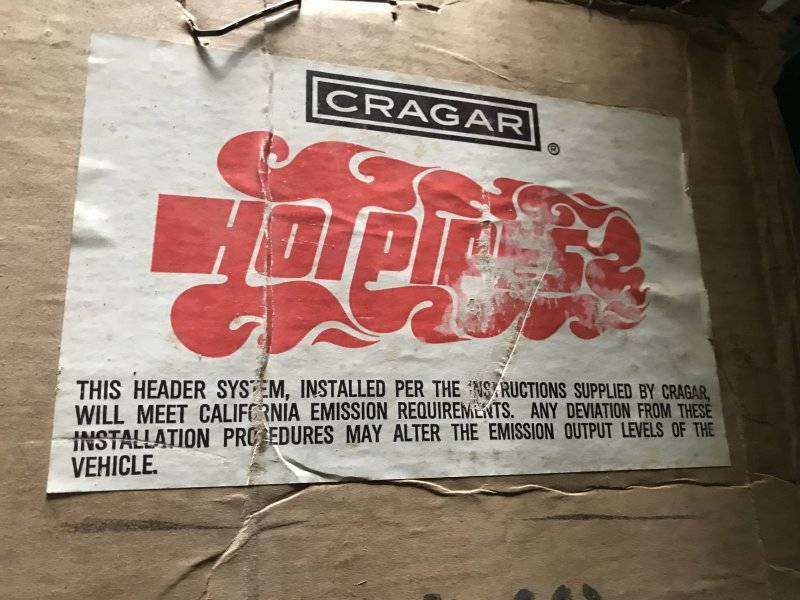 CRAGAR
®
HOT
THIS HEADER SYSTEM, INSTALLED PER THE INSTRUCTIONS SUPPLIED BY CRAGAR,
WILL MEET CALIFORNIA EMISSION REQUIREMENTS. ANY DEVIATION FROM THESE
INSTALLATION PROCEDURES MAY ALTER THE EMISSION OUTPUT LEVELS OF THE
VEHICLE.